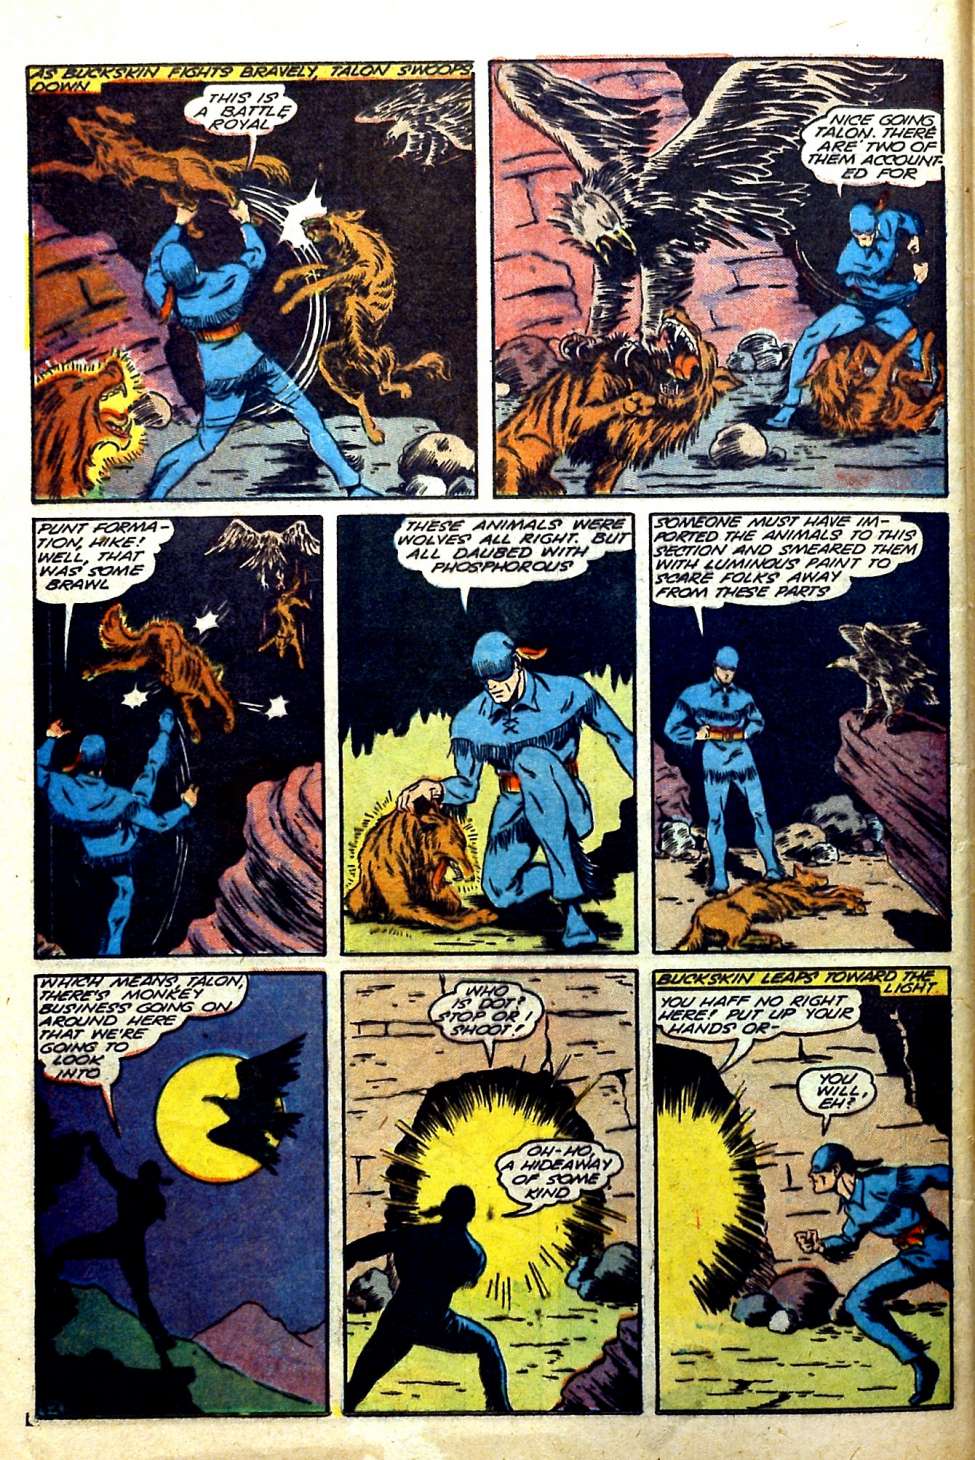 AS BUCKSKIN FIGHTS BRAVELY, TALON SWOOPS
DOWN
THIS IS
A BATTLE
ROYAL
NICE GOING
TALON. THERE
ARE TWO OF
THEM ACCOUNT-
ED FOR
PUNT FORMA-
TION, HIKE!
WELL, THAT
WAS SOME
BRAWL
THESE ANIMALS WERE
WOLVES ALL RIGHT. BUT
ALL DAUBED WITH
PHOSPHOROUS
SOMEONE MUST HAVE IM-
PORTED THE ANIMALS TO THIS
SECTION AND SMEARED THEM
WITH LUMINOUS PAINT TO
SCARE FOLKS AWAY
FROM THESE PARTS
WHICH MEANS, TALON,
THERE'S MONKEY
BUSINESS GOING ON
AROUND HERE
THAT WE'RE
GOING TO
LOOK
INTO
WHO
IS DOT?
STOP OR I
SHOOT!
OH-HO,
A HIDEAWAY
OF SOME
KIND
BUCKSKIN LEAPS TOWARD THE
LIGHT
YOU HAFF NO RIGHT
HERE! PUT UP YOUR
HANDS OR-
YOU
WILL,
EH?